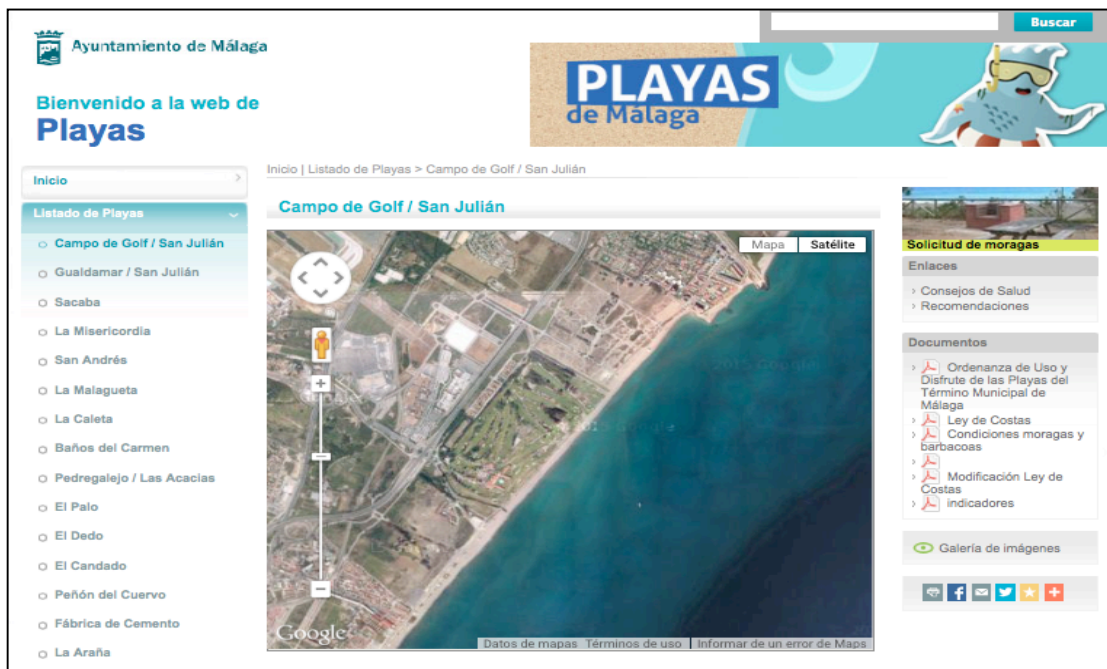 Buscar
Ayuntamiento de Málaga
PLAYAS
de Málaga
Bienvenido a la web de
Playas
Inicio | Listado de Playas > Campo de Golf / San Julián
Inicio
Listado de Playas
Campo de Golf / San Julián
Gualdamar / San Julián
Sacaba
La Misericordia
San Andrés
La Malagueta
La Caleta
Baños del Carmen
Pedregalejo / Las Acacias
El Palo
El Dedo
El Candado
Peñón del Cuervo
Fábrica de Cemento
La Araña
Campo de Golf / San Julián
Mapa
Satélite
2015 Google
Google
2015 Google
Google
Datos de mapas
Términos de uso
Informar de un error de Maps
Solicitud de moragas
Enlaces
Consejos de Salud
Recomendaciones
Documentos
Ordenanza de Uso y
Disfrute de las Playas del
Término Municipal de
Málaga
Ley de Costas
Condiciones moragas y
barbacoas
Modificación Ley de
Costas
indicadores
Galería de imágenes